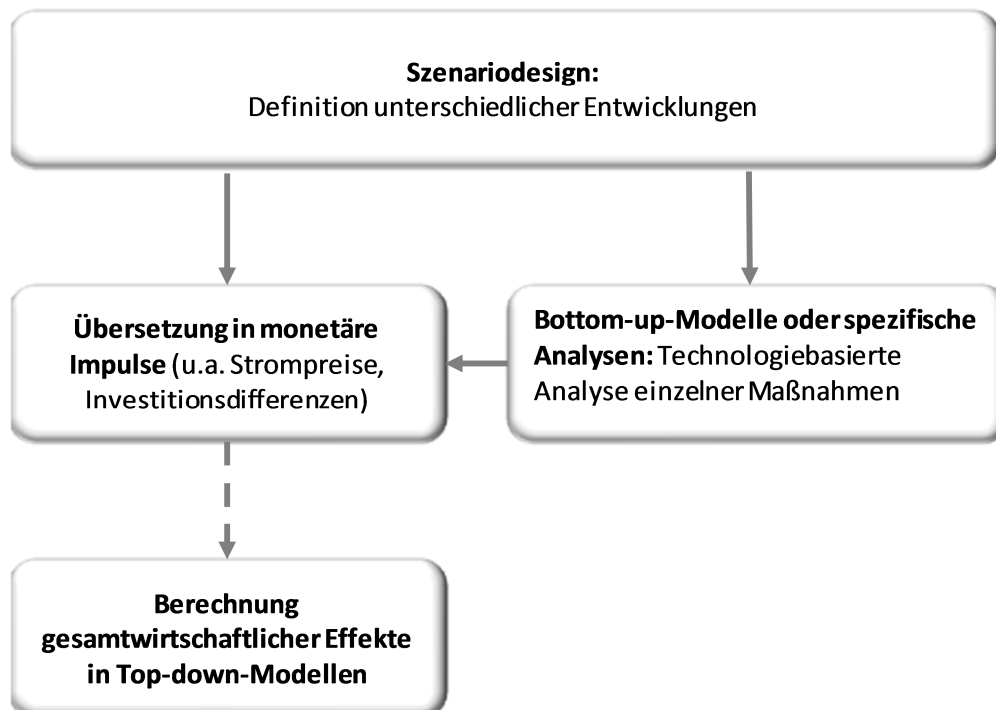 Szenariodesign:
Definition unterschiedlicher Entwicklungen
Übersetzung in monetäre
Impulse (u.a. Strompreise,
Investitionsdifferenzen)
Bottom-up-Modelle oder spezifische
Analysen: Technologiebasierte
Analyse einzelner Maßnahmen
Berechnung
gesamtwirtschaftlicher Effekte
in Top-down-Modellen